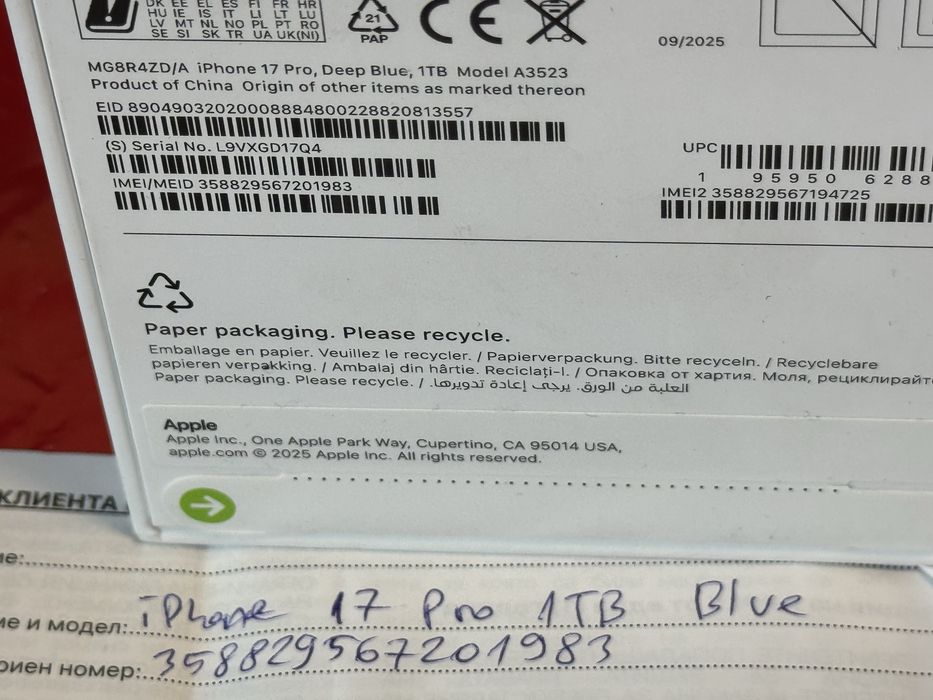 DK EE EL ES FI FR HR
HU IE IS IT LI LT LU
LV MT NL NO PL PT RO
SE SI SK TR UA UK(NI)
21
PAP
CE
09/2025
MG8R4ZD/A iPhone 17 Pro, Deep Blue, 1TB Model A3523
Product of China Origin of other items as marked thereon
EID 89049032020008884800228820813557
(S) Serial No. L9VXGD17Q4
UPC
1 95950 6288
IMEI/MEID 358829567201983
IMEI2 358829567194725
Paper packaging. Please recycle.
Emballage en papier. Veuillez le recycler. / Papierverpackung. Bitte recyceln. / Recyclebare
papieren verpakking. / Ambalaj din hârtie. Reciclați-l. / Опаковка от хартия. Моля, рециклирайте
Paper packaging. Please recycle. / العلبة من الورق. يرجى إعادة تدويرها.
Apple
Apple Inc., One Apple Park Way, Cupertino, CA 95014 USA,
apple.com © 2025 Apple Inc. All rights reserved.
КЛИЕНТА
ие:
ме и модел: iPhone 17 Pro 1TB Blue
риен номер: 358829567201983